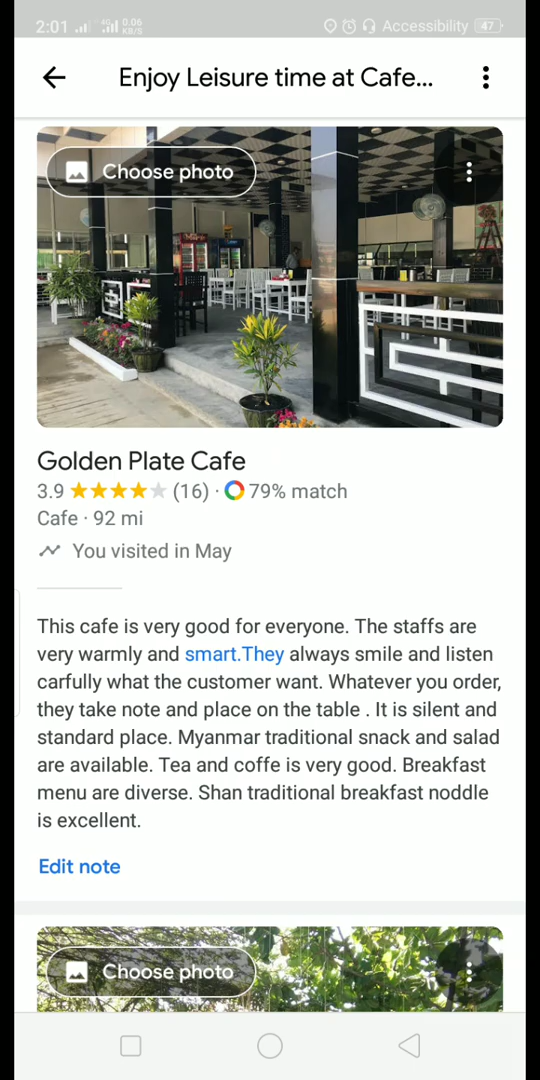 2:01 4G 0.06 KB/S Accessibility 47
Enjoy Leisure time at Cafe...
Choose photo
Golden Plate Cafe
3.9 (16) · 79% match
Cafe · 92 mi
You visited in May
This cafe is very good for everyone. The staffs are
very warmly and smart.They always smile and listen
carfully what the customer want. Whatever you order,
they take note and place on the table . It is silent and
standard place. Myanmar traditional snack and salad
are available. Tea and coffe is very good. Breakfast
menu are diverse. Shan traditional breakfast noddle
is excellent.
Edit note
Choose photo